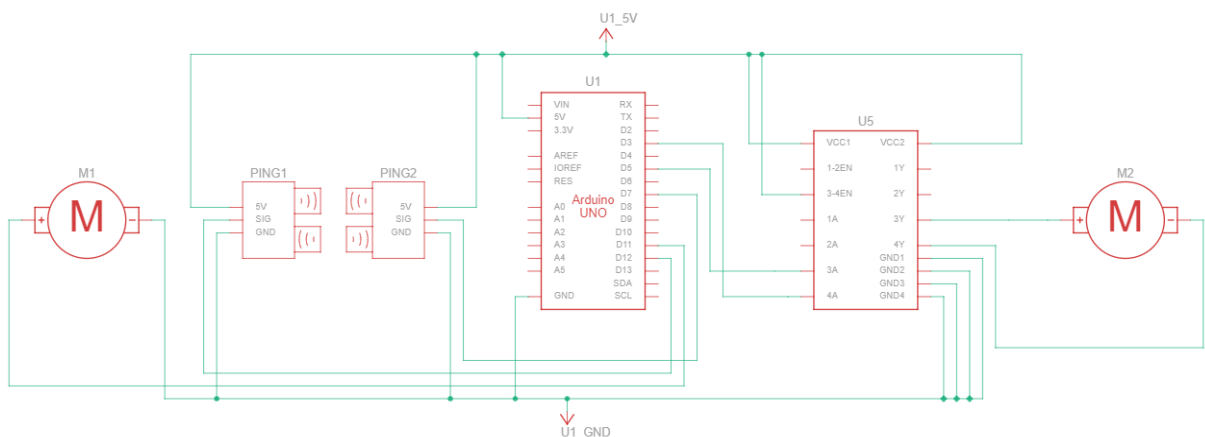 U1_5V
M1
M
+
-
PING1
5V
SIG
GND
PING2
5V
SIG
GND
U1
VIN
5V
3.3V
AREF
IOREF
RES
A0
A1
A2
A3
A4
A5
GND
Arduino
UNO
RX
TX
D2
D3
D4
D5
D6
D7
D8
D9
D10
D11
D12
D13
SDA
SCL
U5
VCC1
1-2EN
3-4EN
1A
2A
3A
4A
VCC2
1Y
2Y
3Y
4Y
GND1
GND2
GND3
GND4
M2
M
+
-
U1_GND